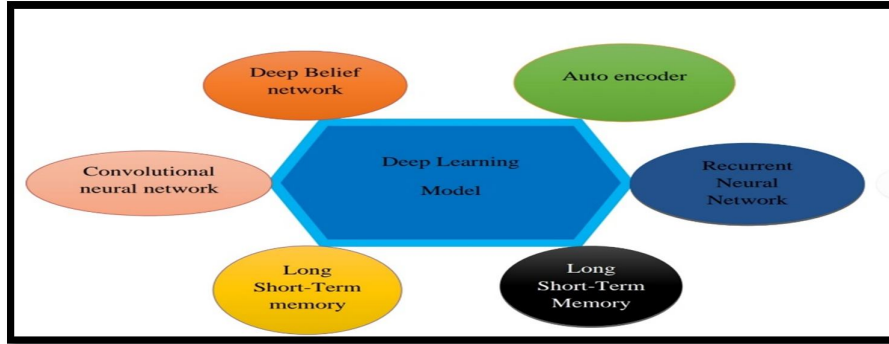 Deep Belief
network
Auto encoder
Convolutional
neural network
Deep Learning
Model
Recurrent
Neural
Network
Long
Short-Term
memory
Long
Short-Term
Memory